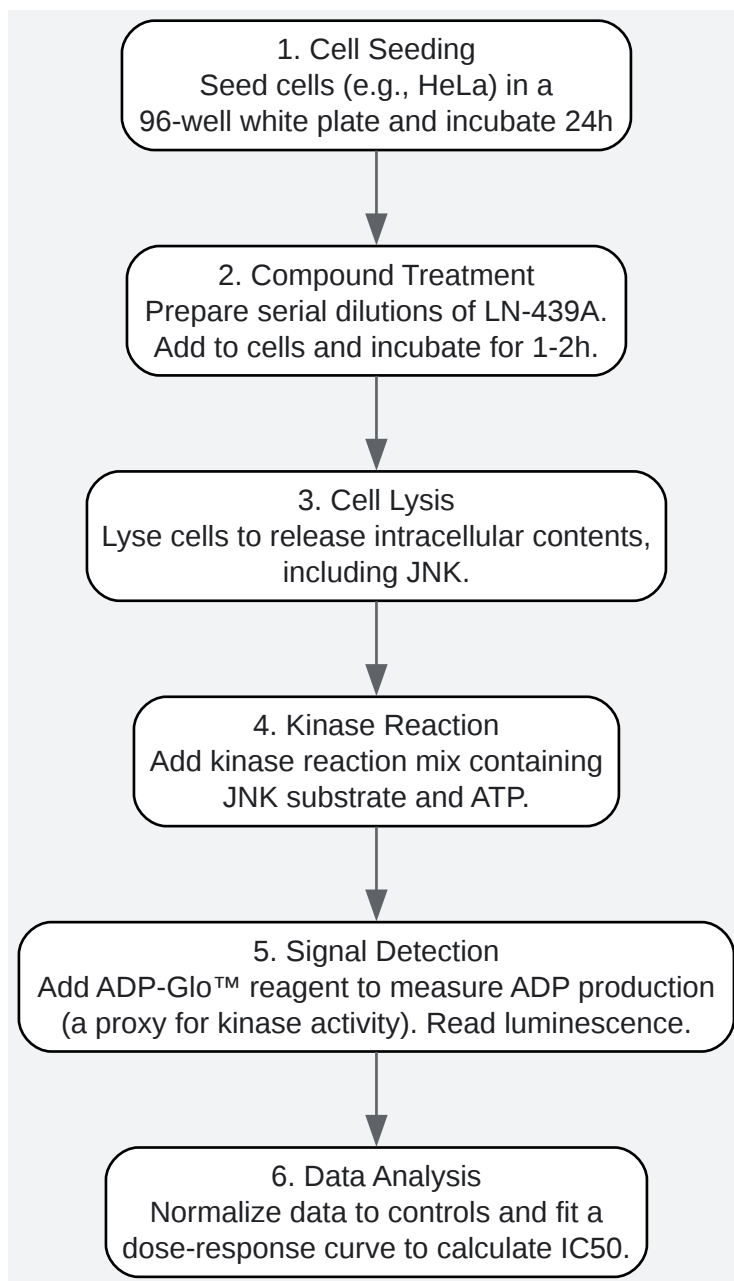 1. Cell Seeding
Seed cells (e.g., HeLa) in a
96-well white plate and incubate 24h
2. Compound Treatment
Prepare serial dilutions of LN-439A.
Add to cells and incubate for 1-2h.
3. Cell Lysis
Lyse cells to release intracellular contents,
including JNK.
4. Kinase Reaction
Add kinase reaction mix containing
JNK substrate and ATP.
5. Signal Detection
Add ADP-Glo™ reagent to measure ADP production
(a proxy for kinase activity). Read luminescence.
6. Data Analysis
Normalize data to controls and fit a
dose-response curve to calculate IC50.